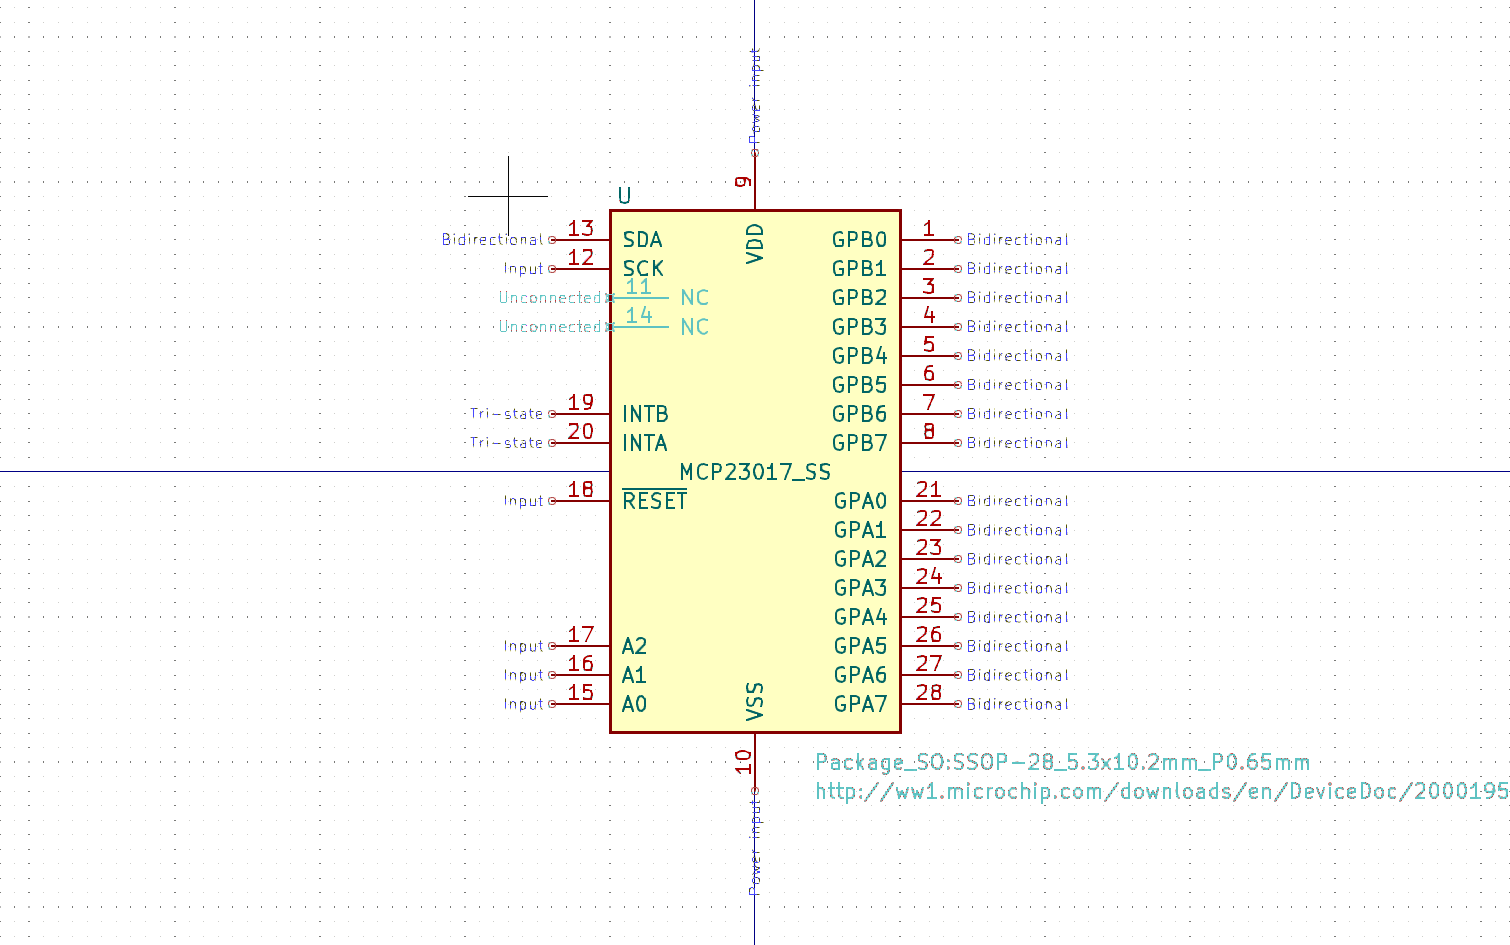 Power input
9
U
VDD
Bidirectional 13 SDA GPB0 1 Bidirectional
Input 12 SCK GPB1 2 Bidirectional
Unconnected 11 NC GPB2 3 Bidirectional
Unconnected 14 NC GPB3 4 Bidirectional
GPB4 5 Bidirectional
GPB5 6 Bidirectional
Tri-state 19 INTB GPB6 7 Bidirectional
Tri-state 20 INTA GPB7 8 Bidirectional
MCP23017_SS
Input 18 RESET GPA0 21 Bidirectional
GPA1 22 Bidirectional
GPA2 23 Bidirectional
GPA3 24 Bidirectional
GPA4 25 Bidirectional
Input 17 A2 GPA5 26 Bidirectional
Input 16 A1 GPA6 27 Bidirectional
Input 15 A0 GPA7 28 Bidirectional
VSS
10
Power input
Package_SO:SSOP-28_5.3x10.2mm_P0.65mm
http://ww1.microchip.com/downloads/en/DeviceDoc/2000195